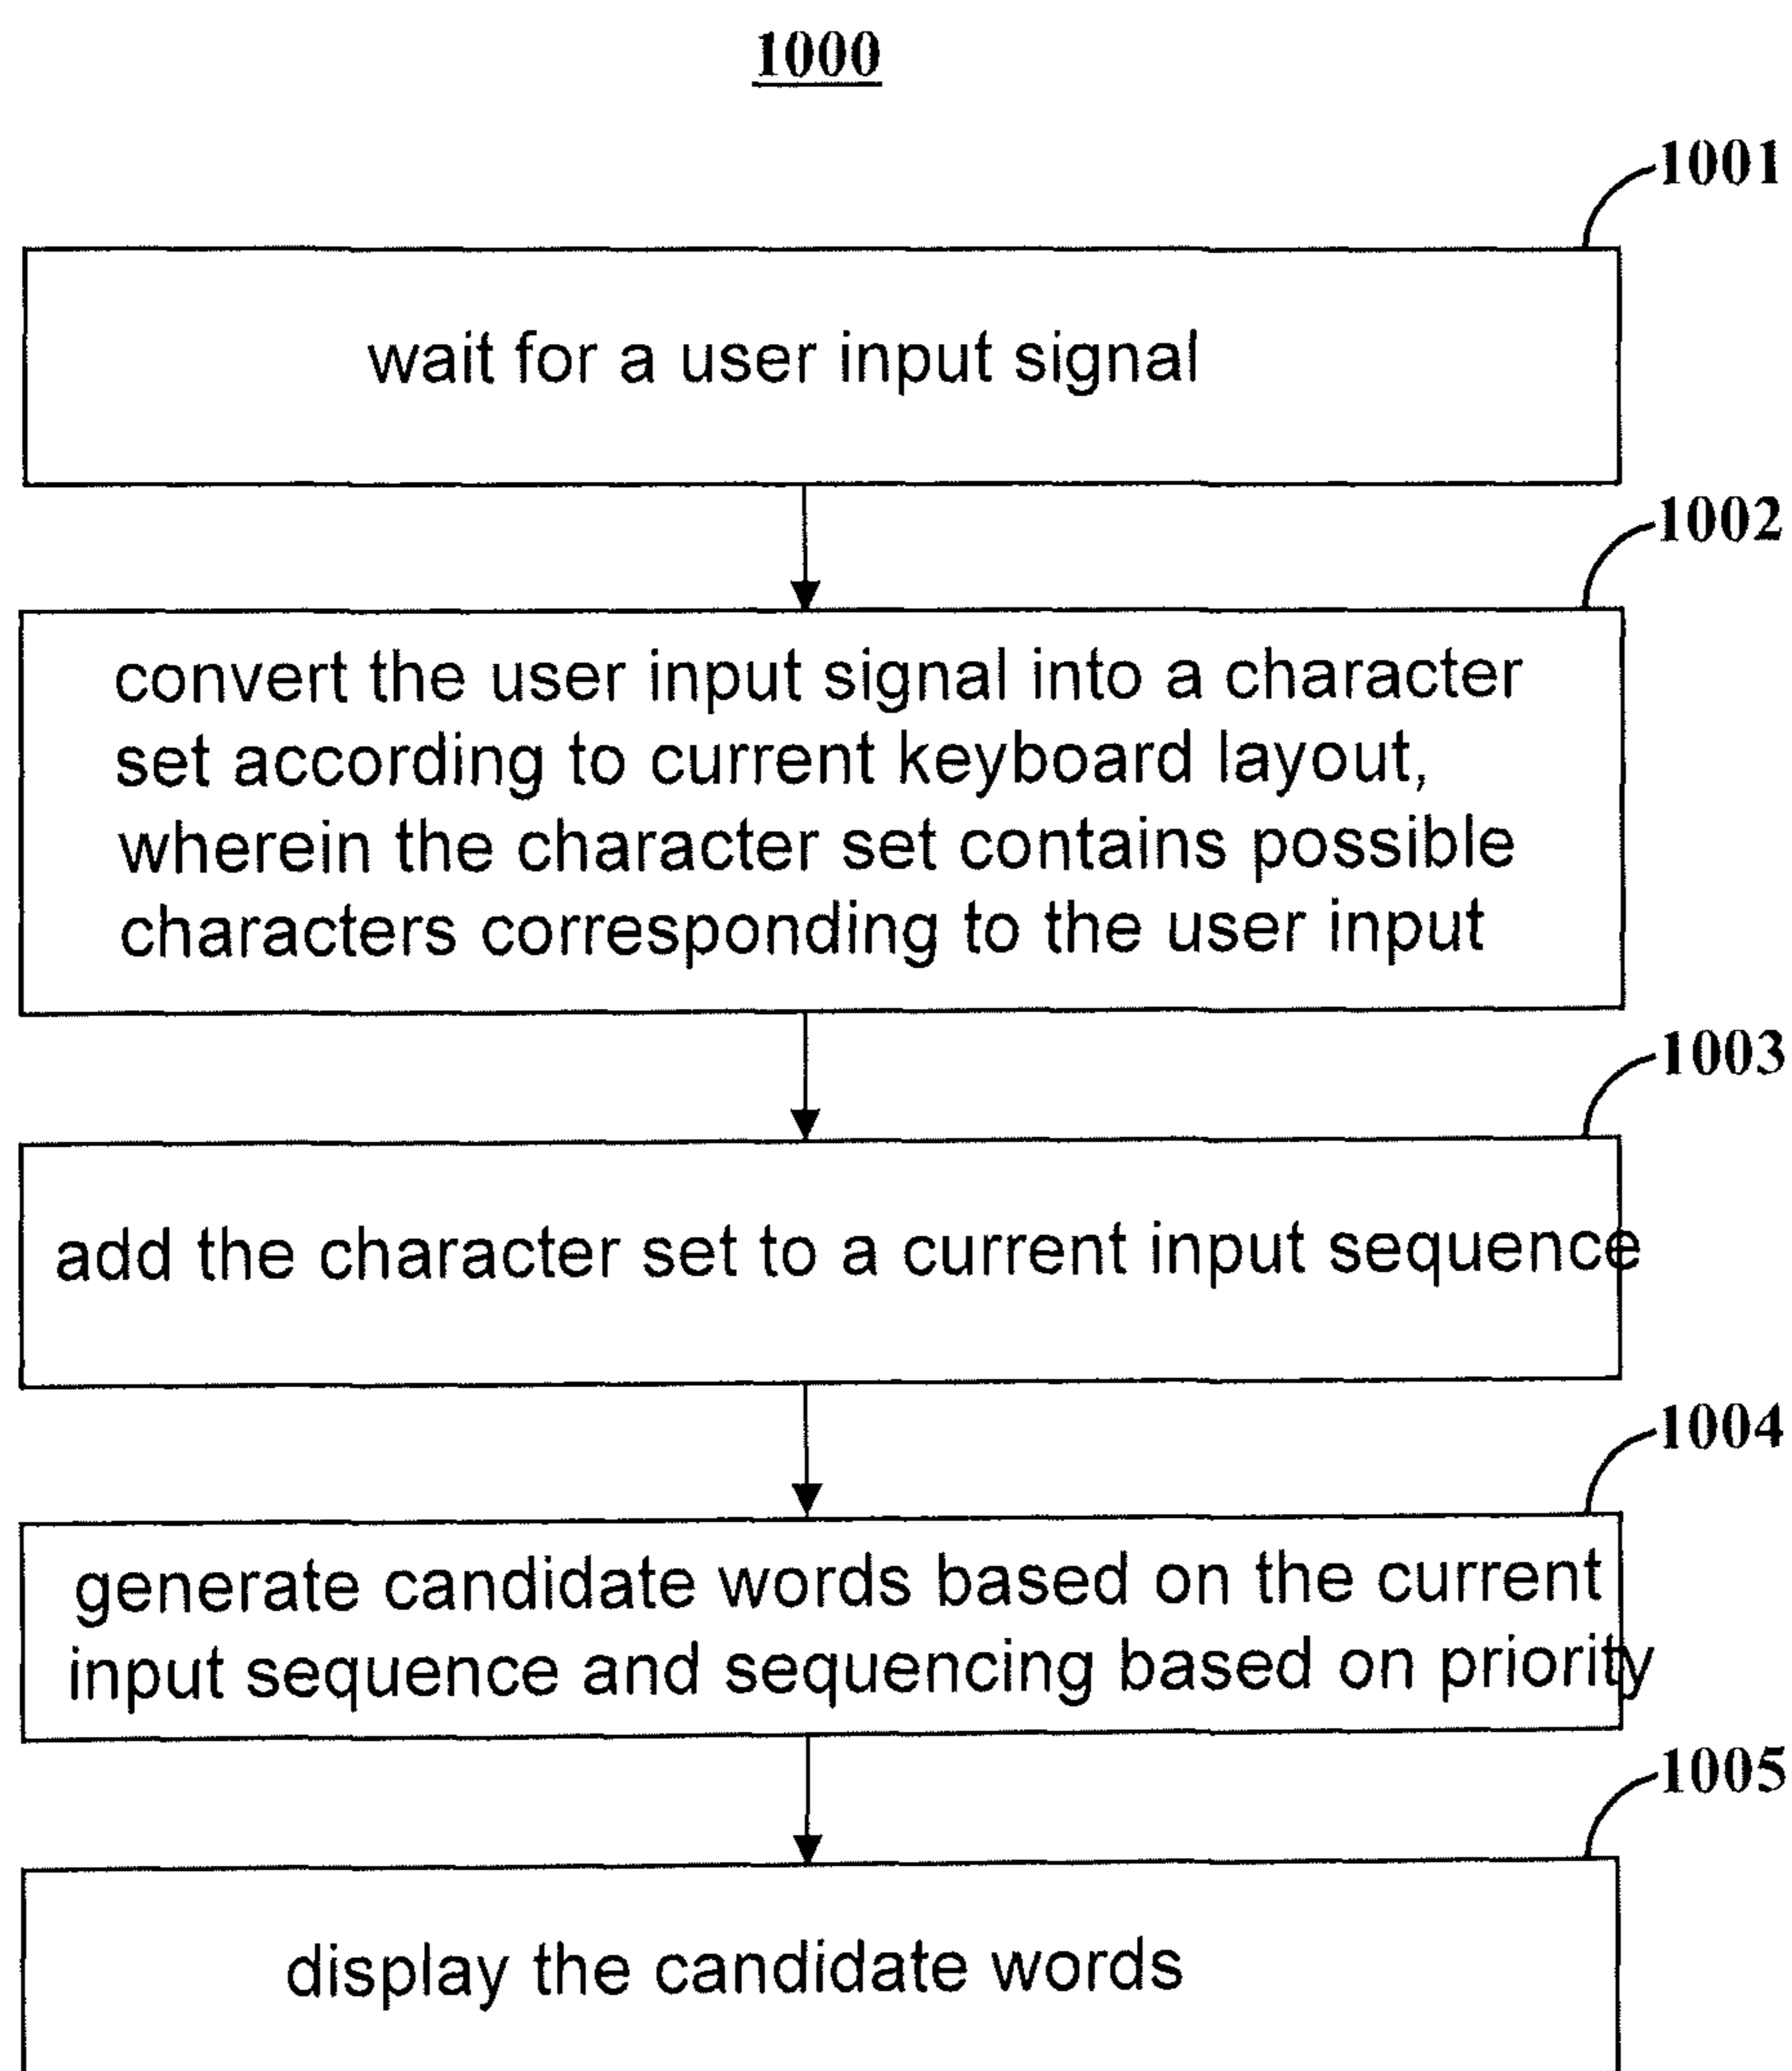 1000
1001
wait for a user input signal
1002
convert the user input signal into a character
set according to current keyboard layout,
wherein the character set contains possible
characters corresponding to the user input
1003
add the character set to a current input sequence
1004
generate candidate words based on the current
input sequence and sequencing based on priority
1005
display the candidate words